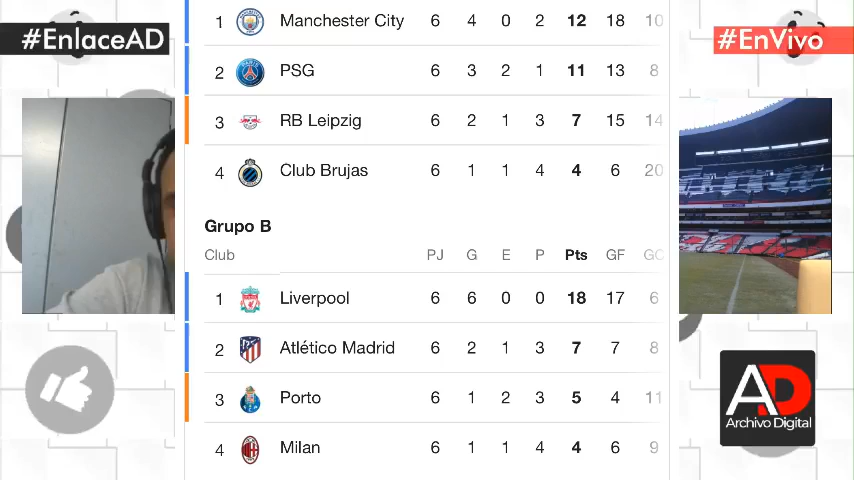 #EnlaceAD
#EnVivo
1 Manchester City 6 4 0 2 12 18 10
2 PSG 6 3 2 1 11 13 8
3 RB Leipzig 6 2 1 3 7 15 14
4 Club Brujas 6 1 1 4 4 6 20
Grupo B
Club PJ G E P Pts GF GC
1 Liverpool 6 6 0 0 18 17 6
2 Atlético Madrid 6 2 1 3 7 7 8
3 Porto 6 1 2 3 5 4 11
4 Milan 6 1 1 4 4 6 9
AD
Archivo Digital